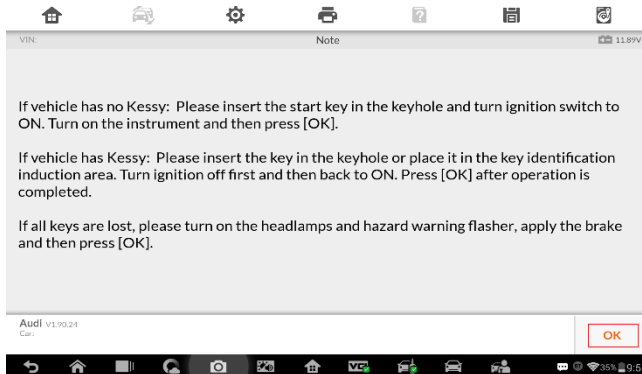 VIN:
Note
11.89V
If vehicle has no Kessy: Please insert the start key in the keyhole and turn ignition switch to
ON. Turn on the instrument and then press [OK].
If vehicle has Kessy: Please insert the key in the keyhole or place it in the key identification
induction area. Turn ignition off first and then back to ON. Press [OK] after operation is
completed.
If all keys are lost, please turn on the headlamps and hazard warning flasher, apply the brake
and then press [OK].
Audi V1.90.24
Car:
OK
35%